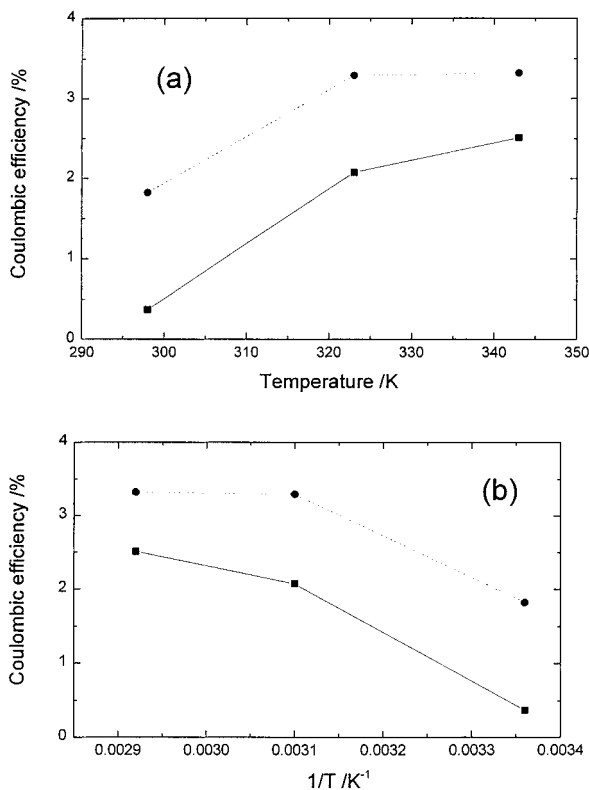 4
3
2
1
0
Coulombic efficiency /%
(a)
290 300 310 320 330 340 350
Temperature /K
4
3
2
1
0
Coulombic efficiency /%
(b)
0.0029 0.0030 0.0031 0.0032 0.0033 0.0034
1/T /K-1